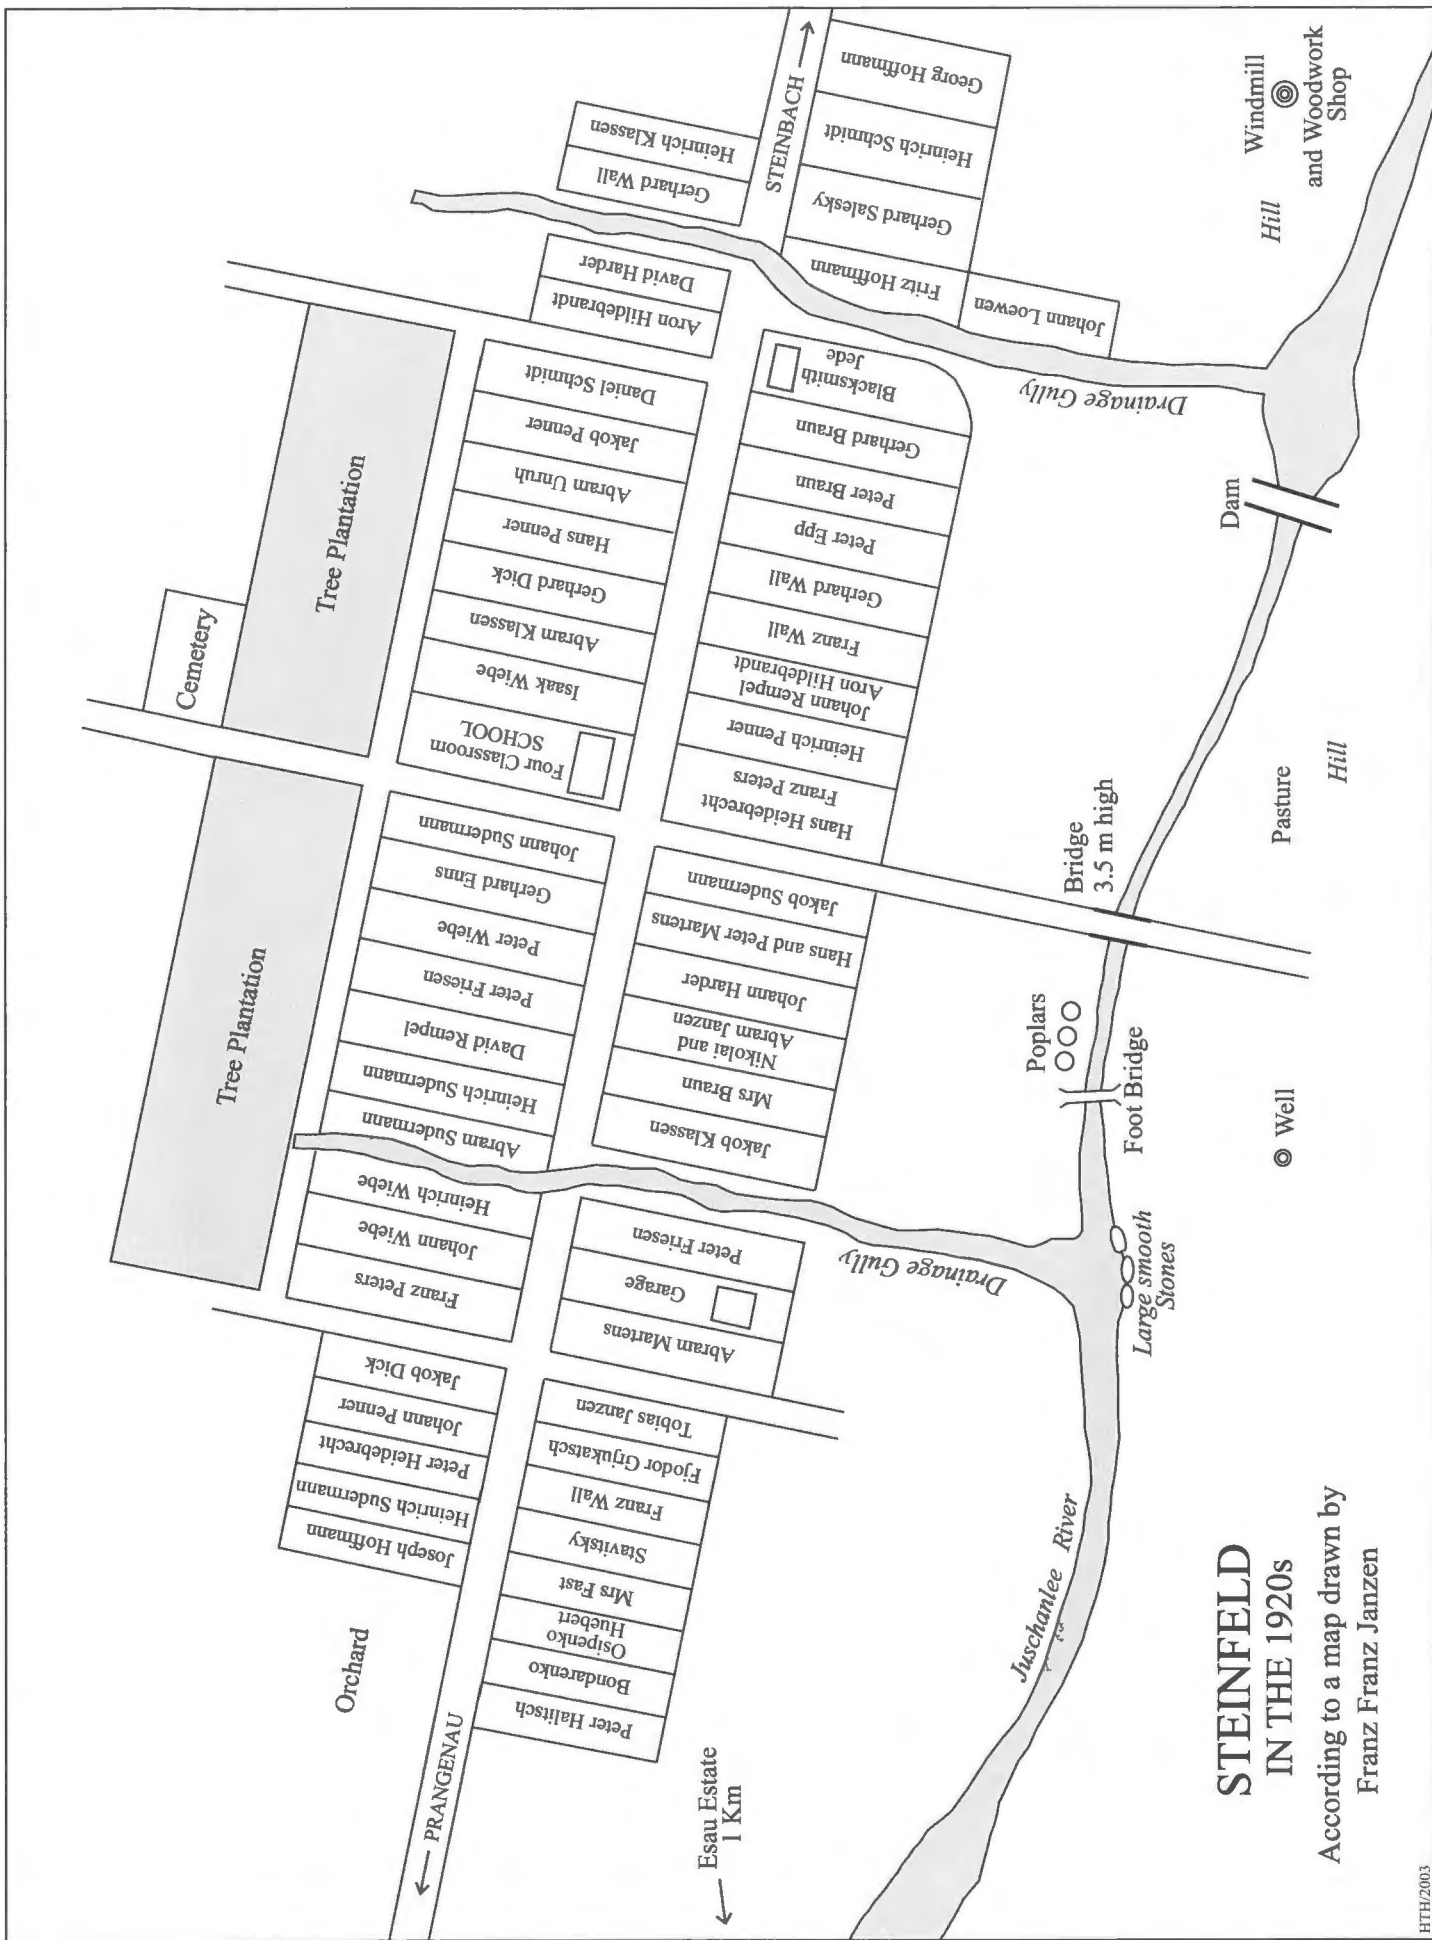 STEINFELD
IN THE 1920s
According to a map drawn by
Franz Franz Janzen
HTH/2003
Tree Plantation
Tree Plantation
Cemetery
Orchard
← PRANGENAU
STEINBACH →
Esau Estate
1 Km
Joseph Hoffmann
Heinrich Sudermann
Peter Heidebrecht
Johann Penner
Jakob Dick
Franz Peters
Johann Wiebe
Heinrich Wiebe
Abram Sudermann
Heinrich Sudermann
David Rempel
Peter Friesen
Peter Wiebe
Gerhard Enns
Johann Sudermann
Four Classroom
SCHOOL
Isaak Wiebe
Abram Klassen
Gerhard Dick
Hans Penner
Abram Unruh
Jakob Penner
Daniel Schmidt
Aron Hildebrandt
David Harder
Gerhard Wall
Heinrich Klassen
Peter Halitsch
Bondarenko
Osipenko
Huebert
Mrs Fast
Stavitsky
Franz Wall
Fjodor Grjukatsch
Tobias Janzen
Abram Martens
Garage
Peter Friesen
Jakob Klassen
Mrs Braun
Nikolai and
Abram Janzen
Johann Harder
Hans and Peter Martens
Jakob Sudermann
Hans Heidebrecht
Franz Peters
Heinrich Penner
Johann Rempel
Aron Hildebrandt
Franz Wall
Gerhard Wall
Peter Epp
Peter Braun
Gerhard Braun
Blacksmith
Jede
Fritz Hoffmann
Gerhard Salesky
Heinrich Schmidt
Georg Hoffmann
Johann Loewen
Drainage Gully
Drainage Gully
Juschanlee River
Large smooth
Stones
Foot Bridge
Poplars
Well
Bridge
3.5 m high
Pasture
Hill
Dam
Hill
Windmill
and Woodwork
Shop